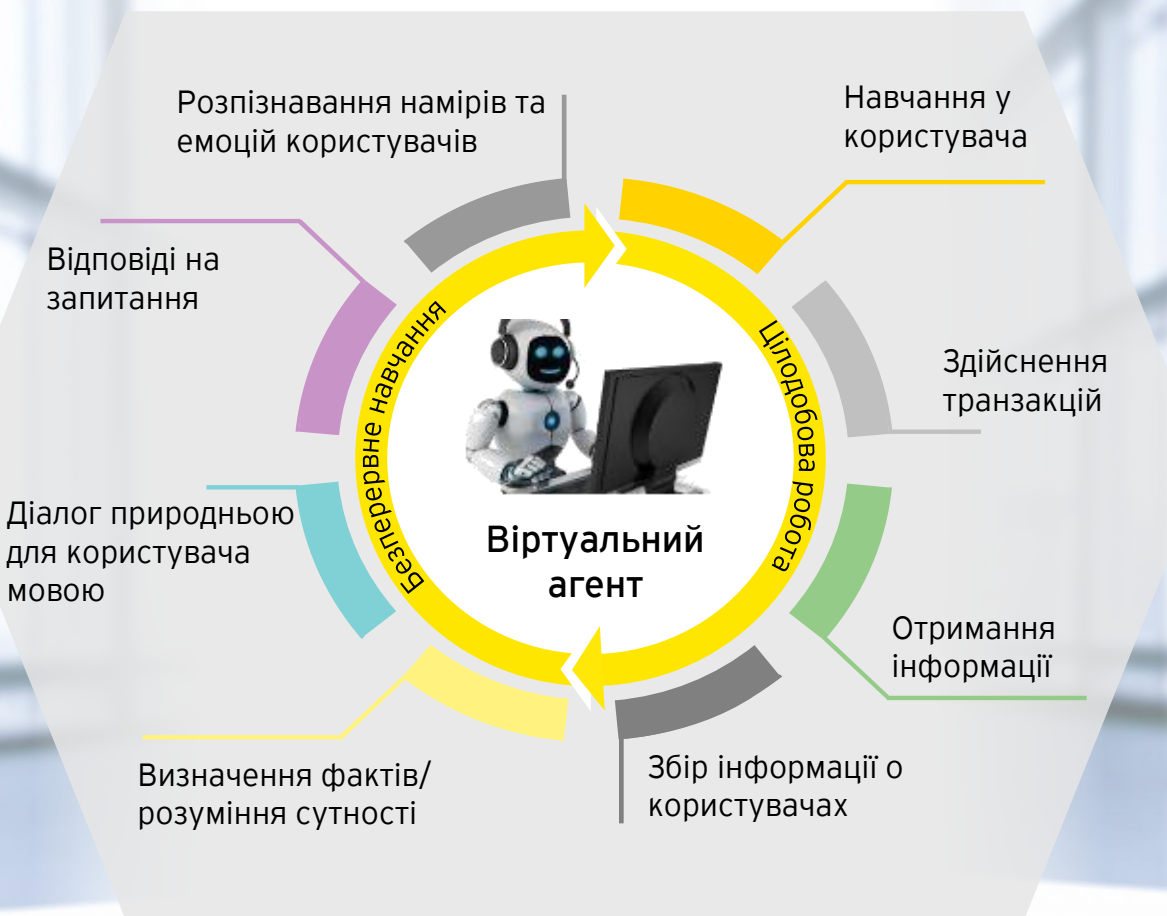 Розпізнавання намірів та
емоцій користувачів
Навчання у
користувача
Відповіді на
запитання
Здійснення
транзакцій
Безперервне навчання
Цілодобова робота
Віртуальний
агент
Діалог природньою
для користувача
мовою
Отримання
інформації
Визначення фактів/
розуміння сутності
Збір інформації о
користувачах